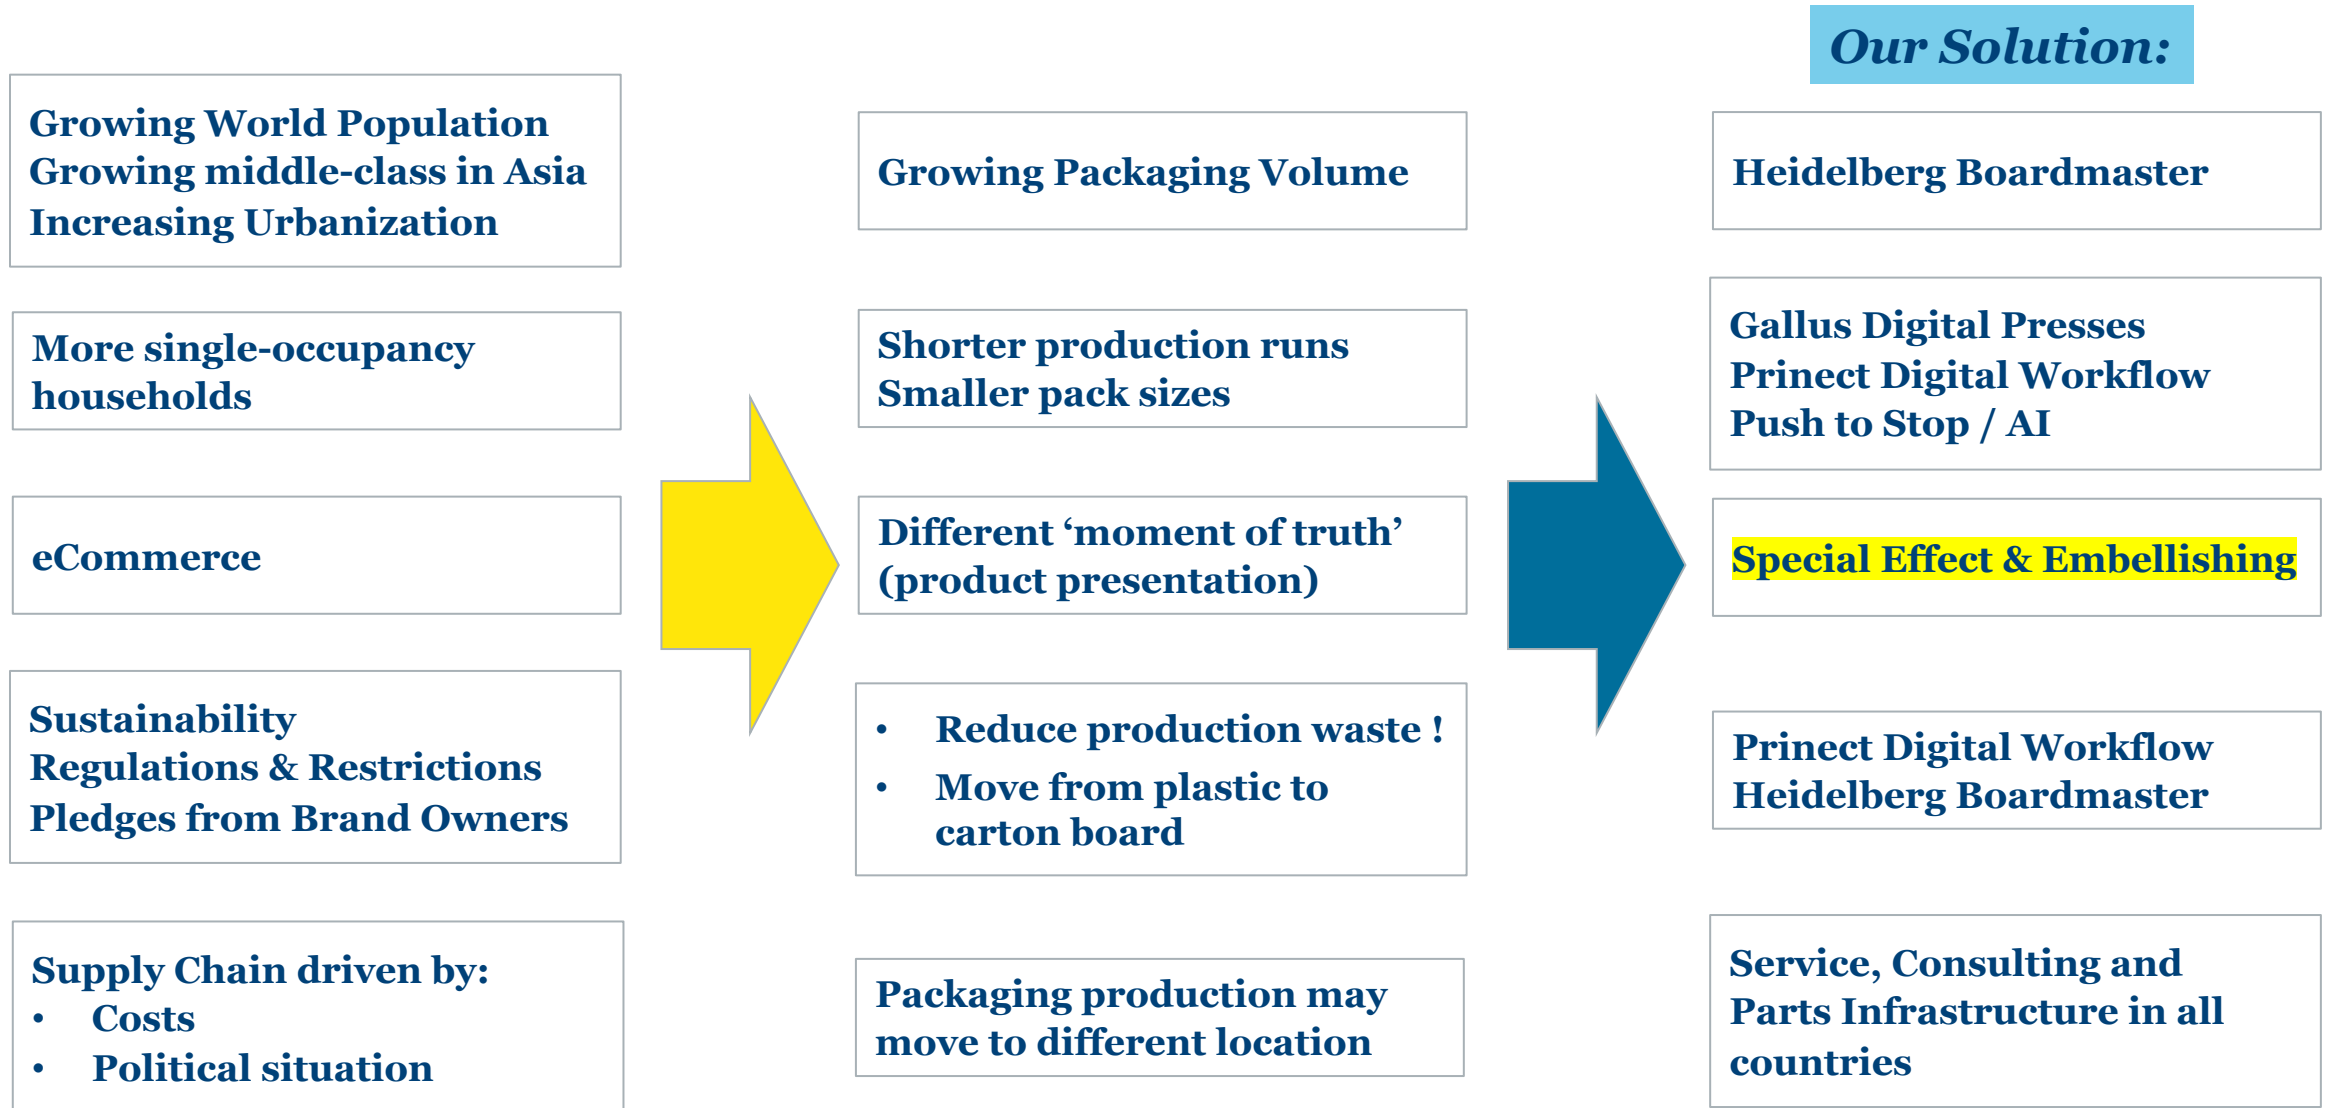 Our Solution:
Growing World Population
Growing middle-class in Asia
Increasing Urbanization
Growing Packaging Volume
Heidelberg Boardmaster
More single-occupancy
households
Shorter production runs
Smaller pack sizes
Gallus Digital Presses
Prinect Digital Workflow
Push to Stop / AI
eCommerce
Different ‘moment of truth’
(product presentation)
Special Effect & Embellishing
Sustainability
Regulations & Restrictions
Pledges from Brand Owners
• Reduce production waste !
• Move from plastic to
carton board
Prinect Digital Workflow
Heidelberg Boardmaster
Supply Chain driven by:
• Costs
• Political situation
Packaging production may
move to different location
Service, Consulting and
Parts Infrastructure in all
countries